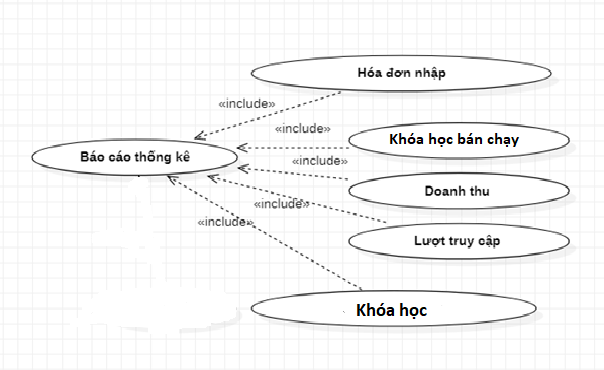 Hóa đơn nhập
«include»
«include»
Khóa học bán chạy
Báo cáo thống kê
«include»
Doanh thu
«include»
«include»
Lượt truy cập
Khóa học